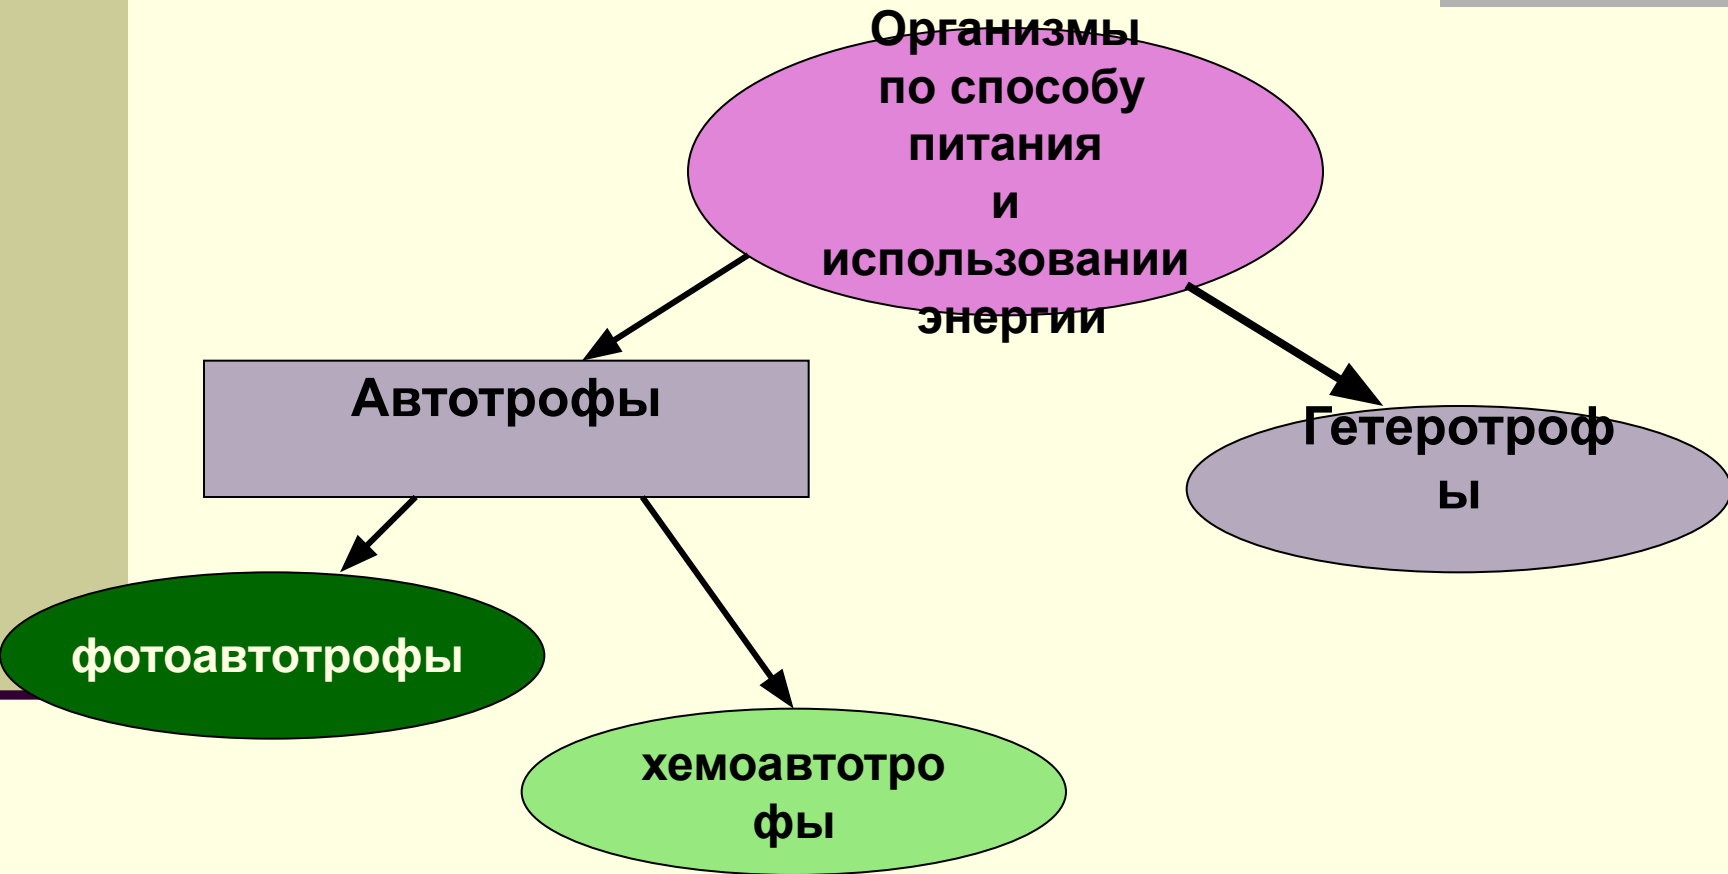 Организмы
по способу
питания
и
использовании
энергии
Автотрофы
Гетеротроф
ы
фотоавтотрофы
хемоавтотро
фы